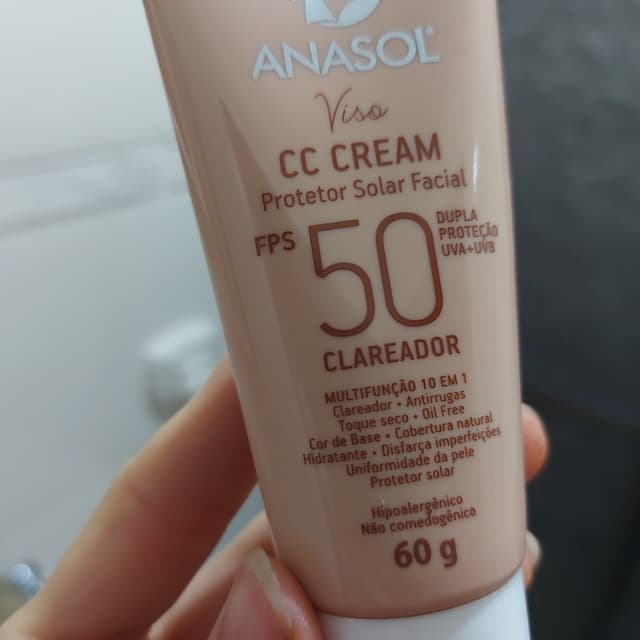 ANASOL®
Viso
CC CREAM
Protetor Solar Facial
FPS 50 DUPLA
PROTEÇÃO
UVA+UVB
CLAREADOR
MULTIFUNÇÃO 10 EM 1
Clareador • Antirrugas
Toque seco • Oil Free
Cor de Base • Cobertura natural
Hidratante • Disfarça imperfeições
Uniformidade da pele
Protetor solar
Hipoalergênico
Não comedogênico
60 g